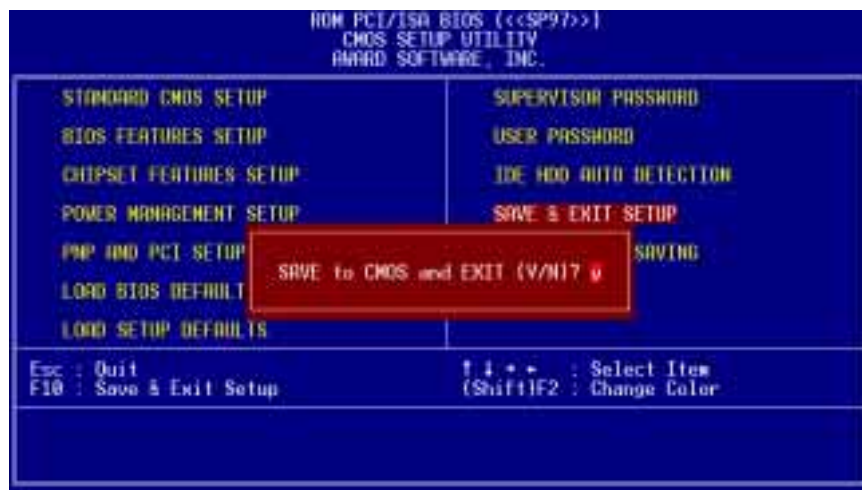 ROM PCI/ISA BIOS (<<SP97>>)
CMOS SETUP UTILITY
AWARD SOFTWARE, INC.
STANDARD CMOS SETUP
BIOS FEATURES SETUP
CHIPSET FEATURES SETUP
POWER MANAGEMENT SETUP
PNP AND PCI SETUP
LOAD BIOS DEFAULT
LOAD SETUP DEFAULTS
SUPERVISOR PASSWORD
USER PASSWORD
IDE HDD AUTO DETECTION
SAVE & EXIT SETUP
SAVING
SAVE to CMOS and EXIT (Y/N)? y
Esc : Quit
F10 : Save & Exit Setup
↑ ↓ → ← : Select Item
(Shift)F2 : Change Color